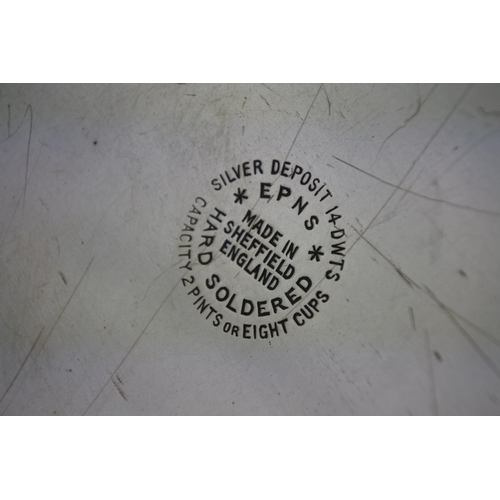 SILVER DEPOSIT 14-DWTS
CAPACITY 2 PINTS OR EIGHT CUPS
* EPNS *
HARD SOLDERED
MADE IN
SHEFFIELD
ENGLAND